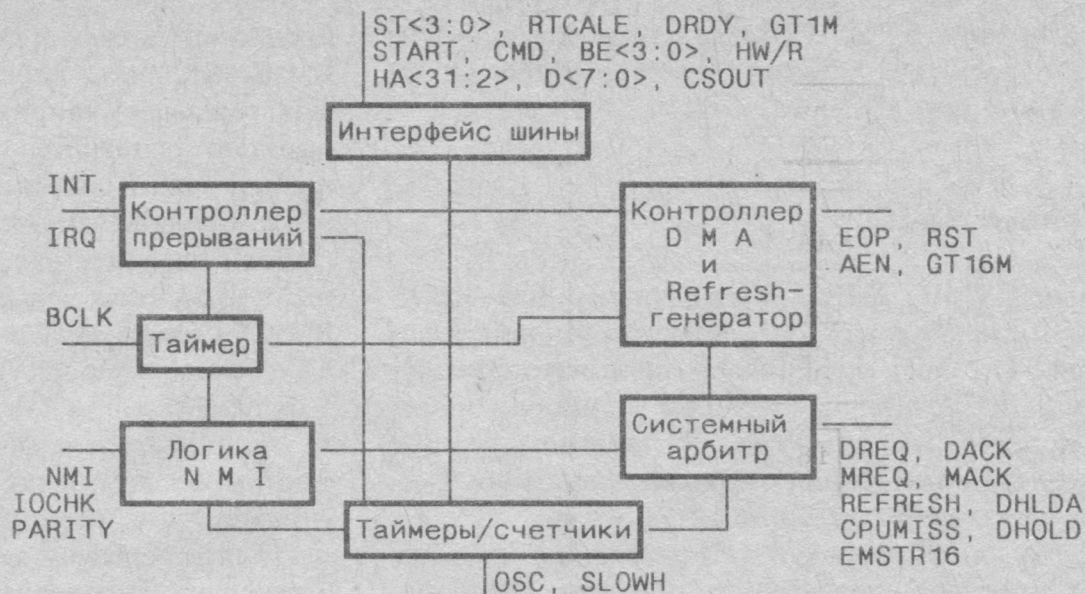 ST<3:0>, RTCALE, DRDY, GT1M
START, CMD, BE<3:0>, HW/R
HA<31:2>, D<7:0>, CSOUT
Интерфейс шины
INT
IRQ
Контроллер
прерываний
Контроллер
D M A
и
Refresh-
генератор
EOP, RST
AEN, GT16M
BCLK
Таймер
Логика
N M I
NMI
IOCHK
PARITY
Системный
арбитр
DREQ, DACK
MREQ, MACK
REFRESH, DHLDA
CPUMISS, DHOLD
EMSTR16
Таймеры/счетчики
OSC, SLOWH